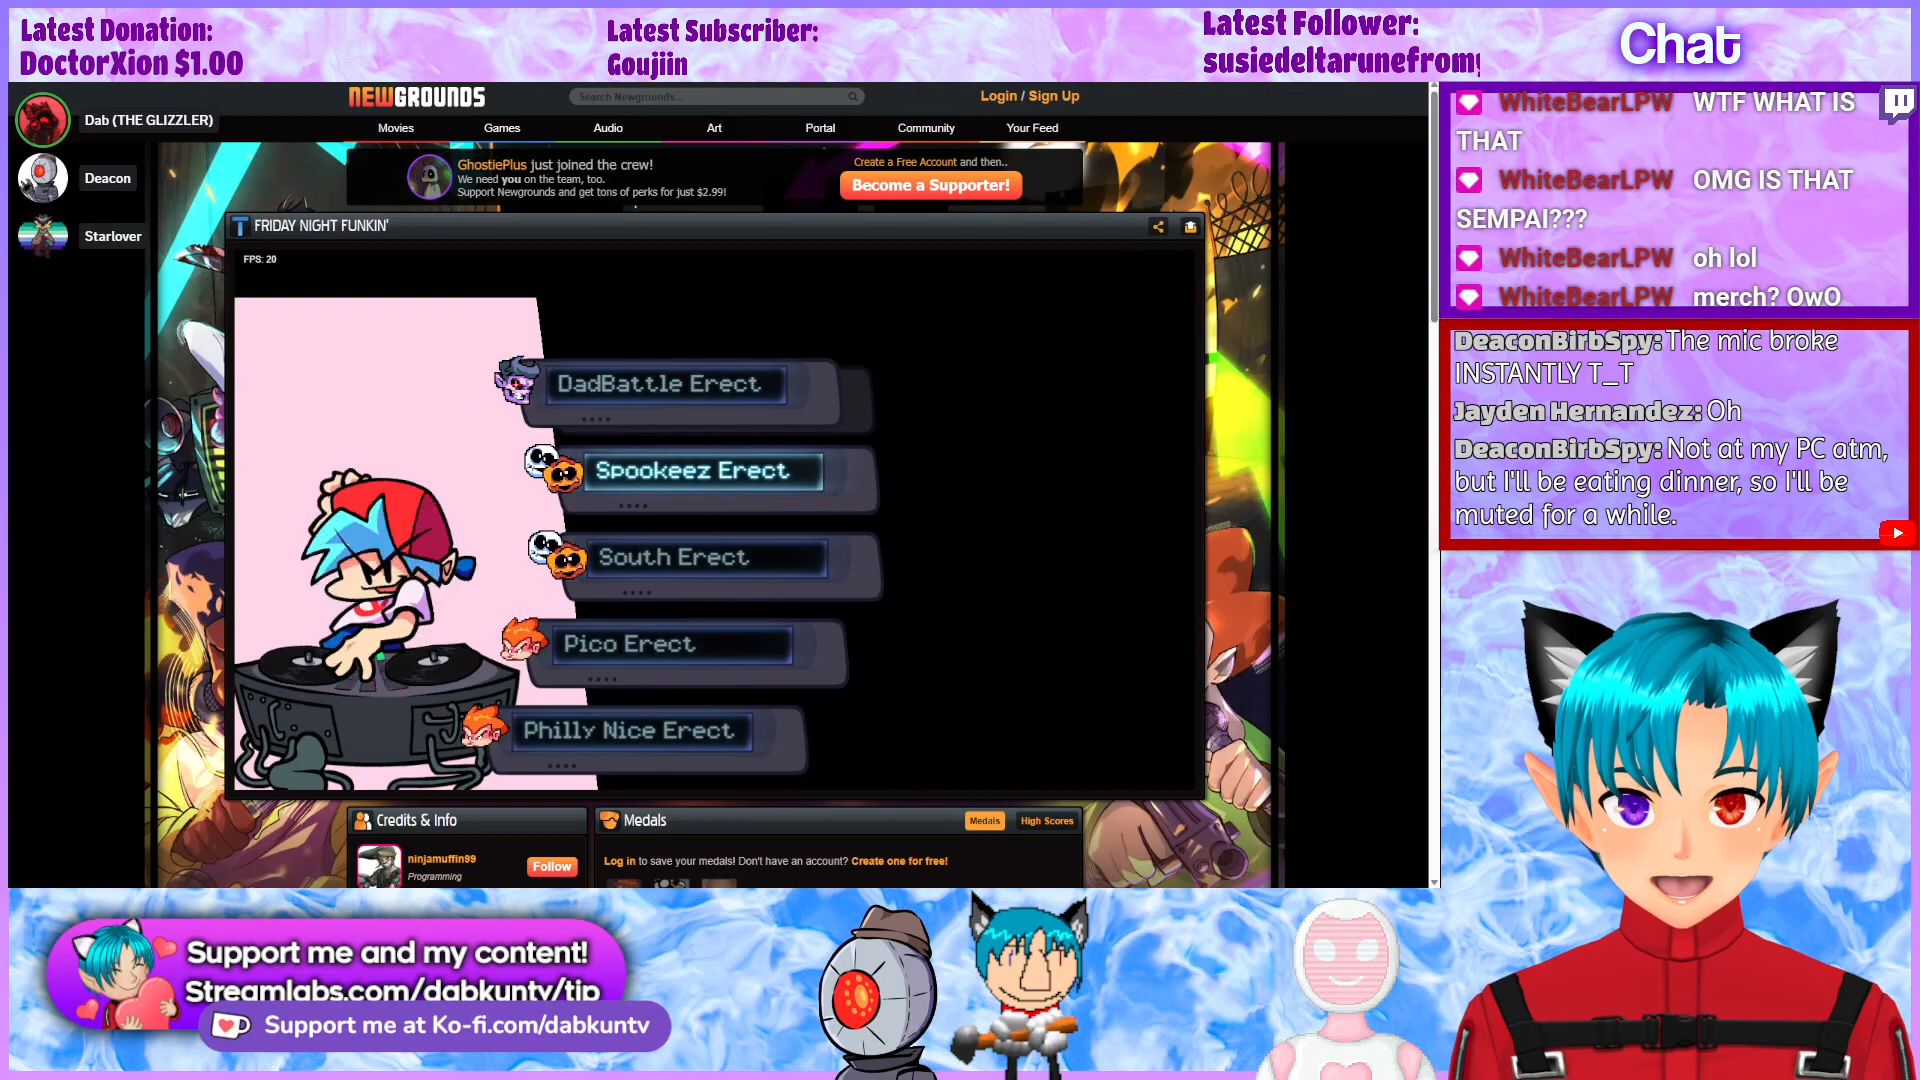 Latest Donation:
DoctorXion $1.00
Latest Subscriber:
Goujiin
Latest Follower:
susiedeltarunefrom
Chat
Dab (THE GLIZZLER)
Deacon
Starlover
NEWGROUNDS
Search Newgrounds...
Login / Sign Up
Movies
Games
Audio
Art
Portal
Community
Your Feed
GhostiePlus just joined the crew!
We need you on the team, too.
Support Newgrounds and get tons of perks for just $2.99!
Create a Free Account and then..
Become a Supporter!
T FRIDAY NIGHT FUNKIN'
FPS: 20
DadBattle Erect
Spookeez Erect
South Erect
Pico Erect
Philly Nice Erect
Credits & Info
ninjamuffin99
Programming
Follow
Medals
Medals
High Scores
Log in to save your medals! Don't have an account? Create one for free!
WhiteBearLPW WTF WHAT IS
THAT
WhiteBearLPW OMG IS THAT
SEMPAI???
WhiteBearLPW oh lol
WhiteBearLPW merch? OwO
DeaconBirbSpy: The mic broke
INSTANTLY T_T
Jayden Hernandez: Oh
DeaconBirbSpy: Not at my PC atm,
but I'll be eating dinner, so I'll be
muted for a while.
Support me and my content!
Streamlabs.com/dabkuntv/tip
Support me at Ko-fi.com/dabkuntv